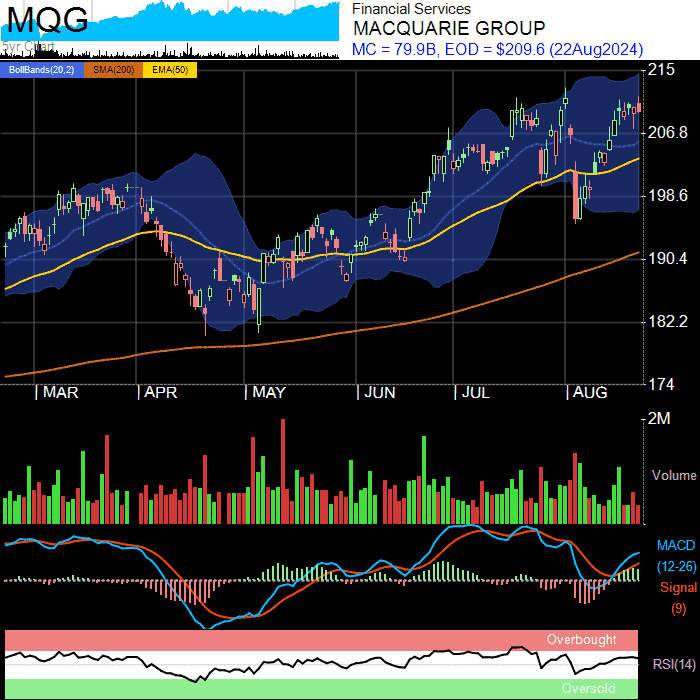 MQG
5yr Chart
Financial Services
MACQUARIE GROUP
MC = 79.9B, EOD = $209.6 (22Aug2024)
BollBands(20,2) SMA(200) EMA(50)
215
206.8
198.6
190.4
182.2
174
MAR APR MAY JUN JUL AUG
2M
Volume
MACD
(12-26)
Signal
(9)
Overbought
RSI(14)
Oversold